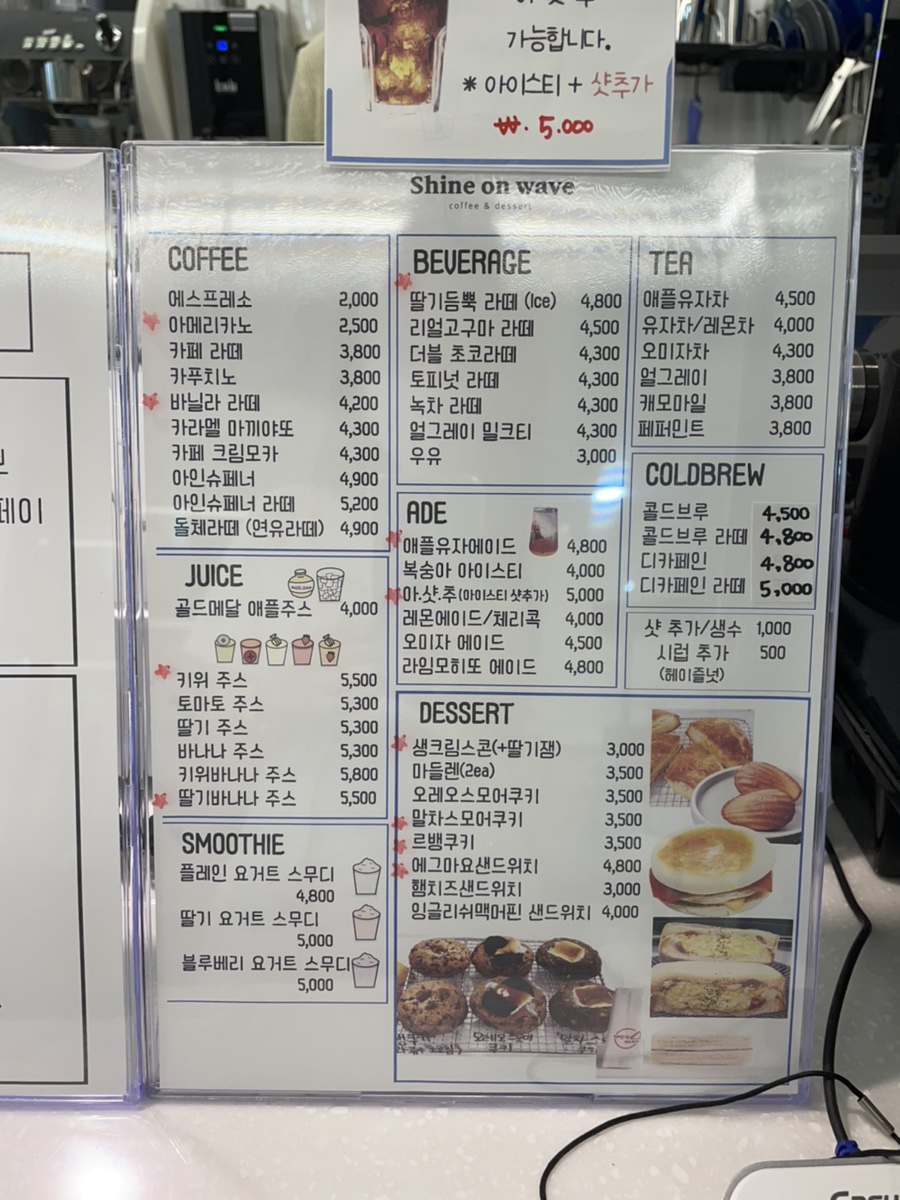 가능합니다.
* 아이스티 + 샷추가
₩. 5.000
Shine on wave
coffee & dessert
COFFEE
에스프레소 2,000
아메리카노 2,500
카페 라떼 3,800
카푸치노 3,800
바닐라 라떼 4,200
카라멜 마끼야또 4,300
카페 크림모카 4,300
아인슈페너 4,900
아인슈페너 라떼 5,200
돌체라떼 (연유라떼) 4,900
JUICE
골드메달 애플주스 4,000
키위 주스 5,500
토마토 주스 5,300
딸기 주스 5,300
바나나 주스 5,300
키위바나나 주스 5,800
딸기바나나 주스 5,500
SMOOTHIE
플레인 요거트 스무디
4,800
딸기 요거트 스무디
5,000
블루베리 요거트 스무디
5,000
BEVERAGE
딸기듬뿍 라떼 (Ice) 4,800
리얼고구마 라떼 4,500
더블 초코라떼 4,300
토피넛 라떼 4,300
녹차 라떼 4,300
얼그레이 밀크티 4,300
우유 3,000
ADE
애플유자에이드 4,800
복숭아 아이스티 4,000
아.샷.추(아이스티 샷추가) 5,000
레몬에이드/체리콕 4,000
오미자 에이드 4,500
라임모히또 에이드 4,800
TEA
애플유자차 4,500
유자차/레몬차 4,000
오미자차 4,300
얼그레이 3,800
캐모마일 3,800
페퍼민트 3,800
COLDBREW
콜드브루 4,500
콜드브루 라떼 4,800
디카페인 4,800
디카페인 라떼 5,000
샷 추가/생수 1,000
시럽 추가 500
(헤이즐넛)
DESSERT
생크림스콘(+딸기잼) 3,000
마들렌(2ea) 3,500
오레오스모어쿠키 3,500
말차스모어쿠키 3,500
르뱅쿠키 3,500
에그마요샌드위치 4,800
햄치즈샌드위치 3,000
잉글리쉬맥머핀 샌드위치 4,000
페이